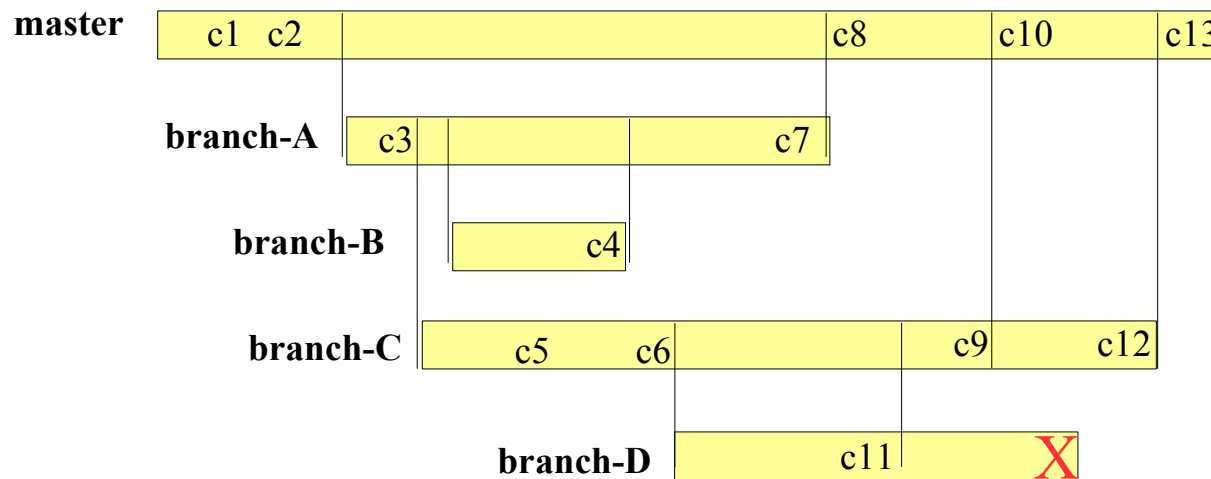 master c1 c2 c8 c10 c13
branch-A c3 c7
branch-B c4
branch-C c5 c6 c9 c12
branch-D c11 X